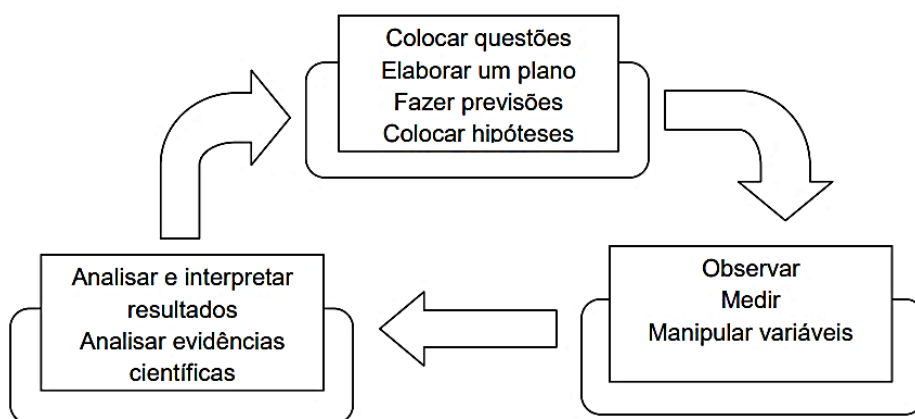 Colocar questões
Elaborar um plano
Fazer previsões
Colocar hipóteses
Observar
Medir
Manipular variáveis
Analisar e interpretar
resultados
Analisar evidências
científicas